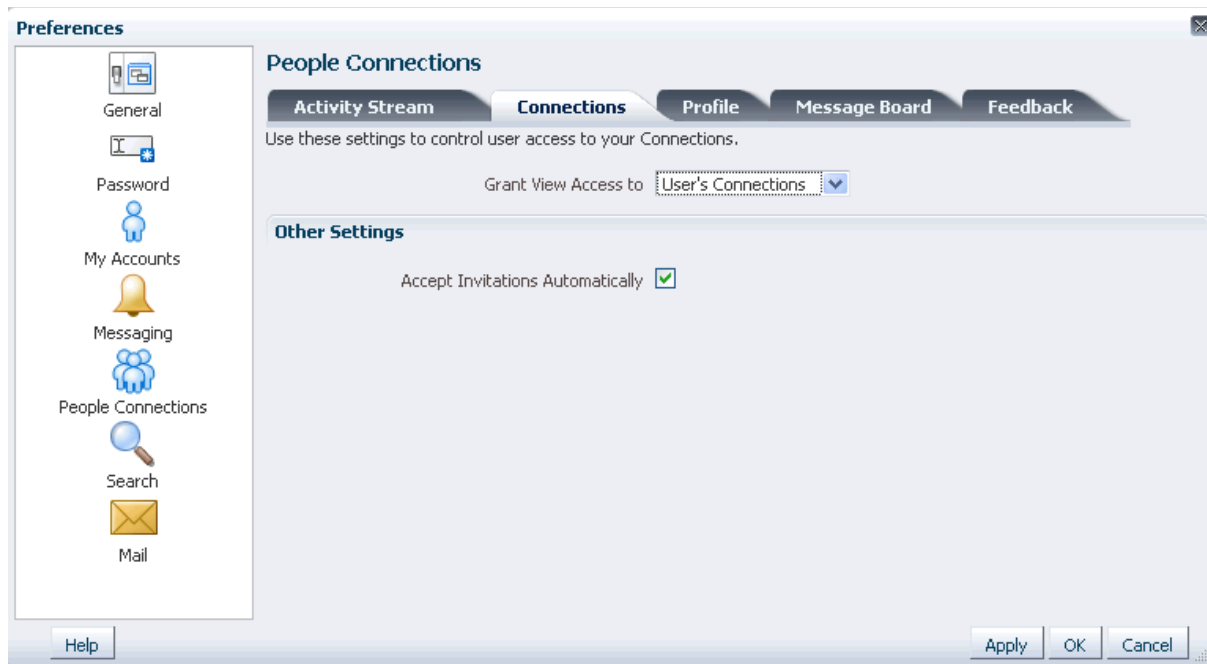 Preferences
General
Password
My Accounts
Messaging
People Connections
Search
Mail
People Connections
Activity Stream Connections Profile Message Board Feedback
Use these settings to control user access to your Connections.
Grant View Access to User's Connections
Other Settings
Accept Invitations Automatically
Help Apply OK Cancel